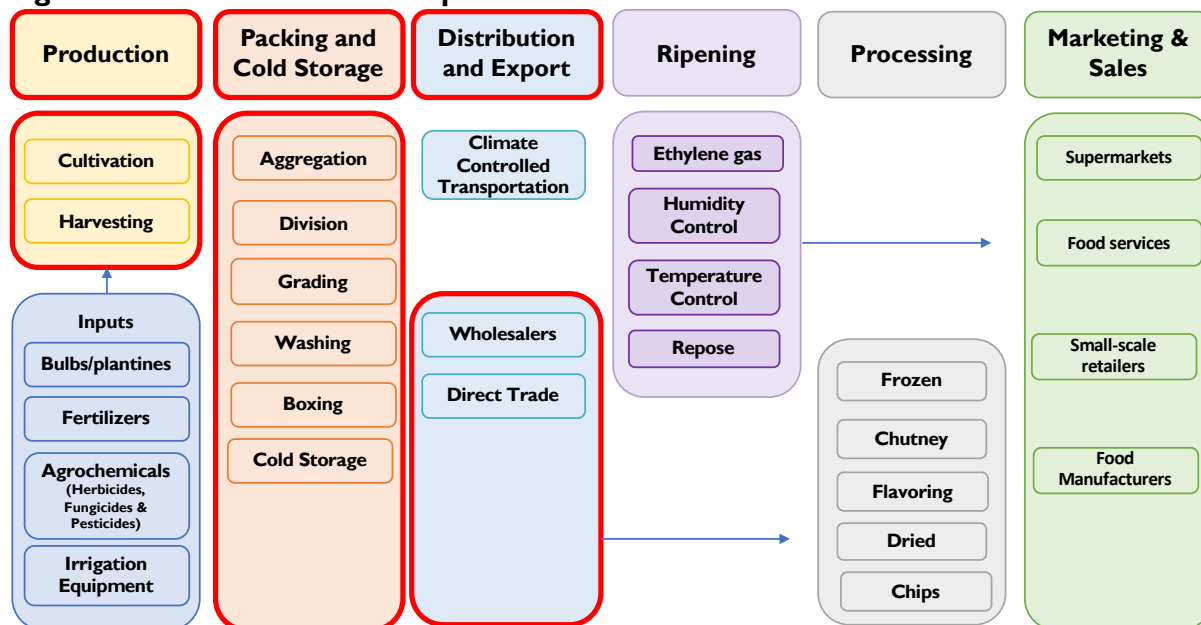 Production
Packing and
Cold Storage
Distribution
and Export
Ripening
Processing
Marketing &
Sales
Cultivation
Harvesting
Inputs
Bulbs/plantines
Fertilizers
Agrochemicals
(Herbicides,
Fungicides &
Pesticides)
Irrigation
Equipment
Aggregation
Division
Grading
Washing
Boxing
Cold Storage
Climate
Controlled
Transportation
Wholesalers
Direct Trade
Ethylene gas
Humidity
Control
Temperature
Control
Repose
Frozen
Chutney
Flavoring
Dried
Chips
Supermarkets
Food services
Small-scale
retailers
Food
Manufacturers